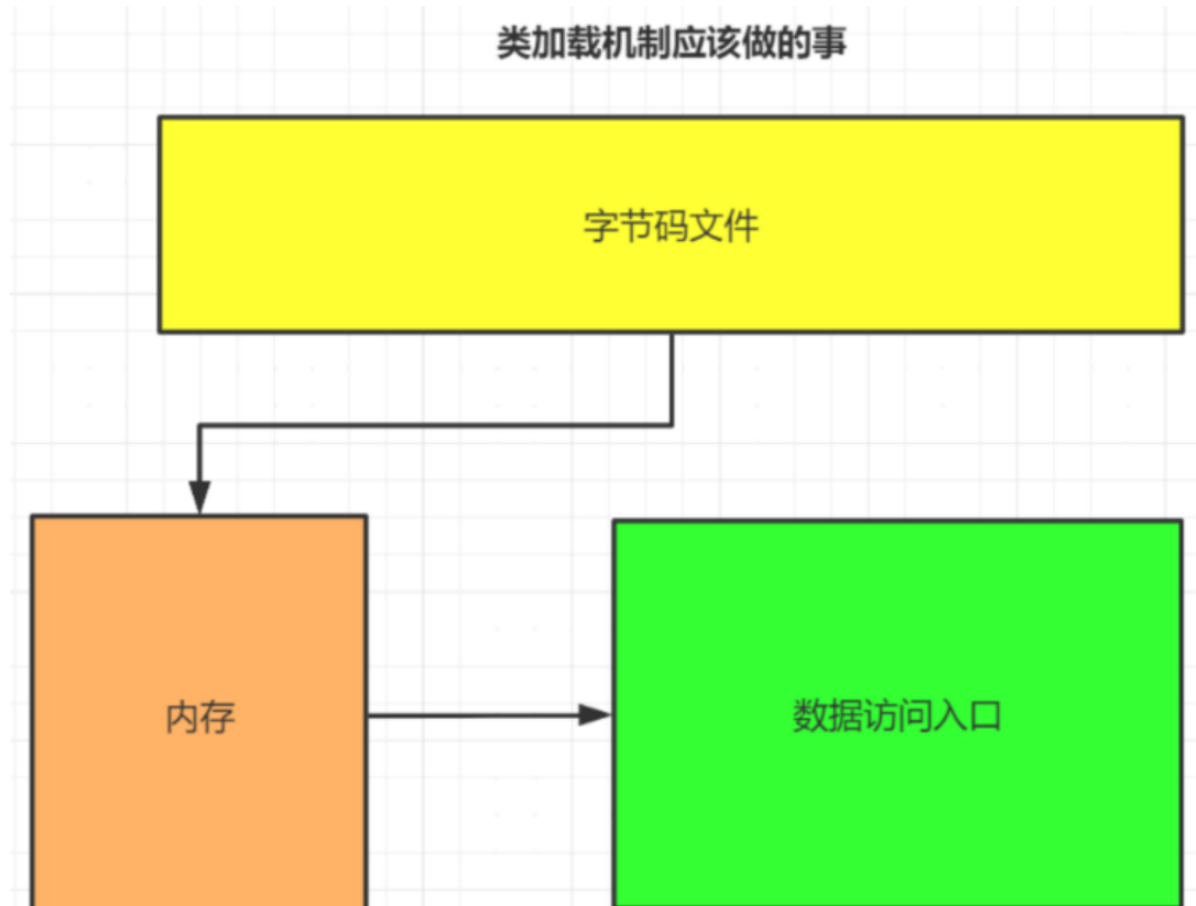 类加载机制应该做的事
字节码文件
内存
数据访问入口